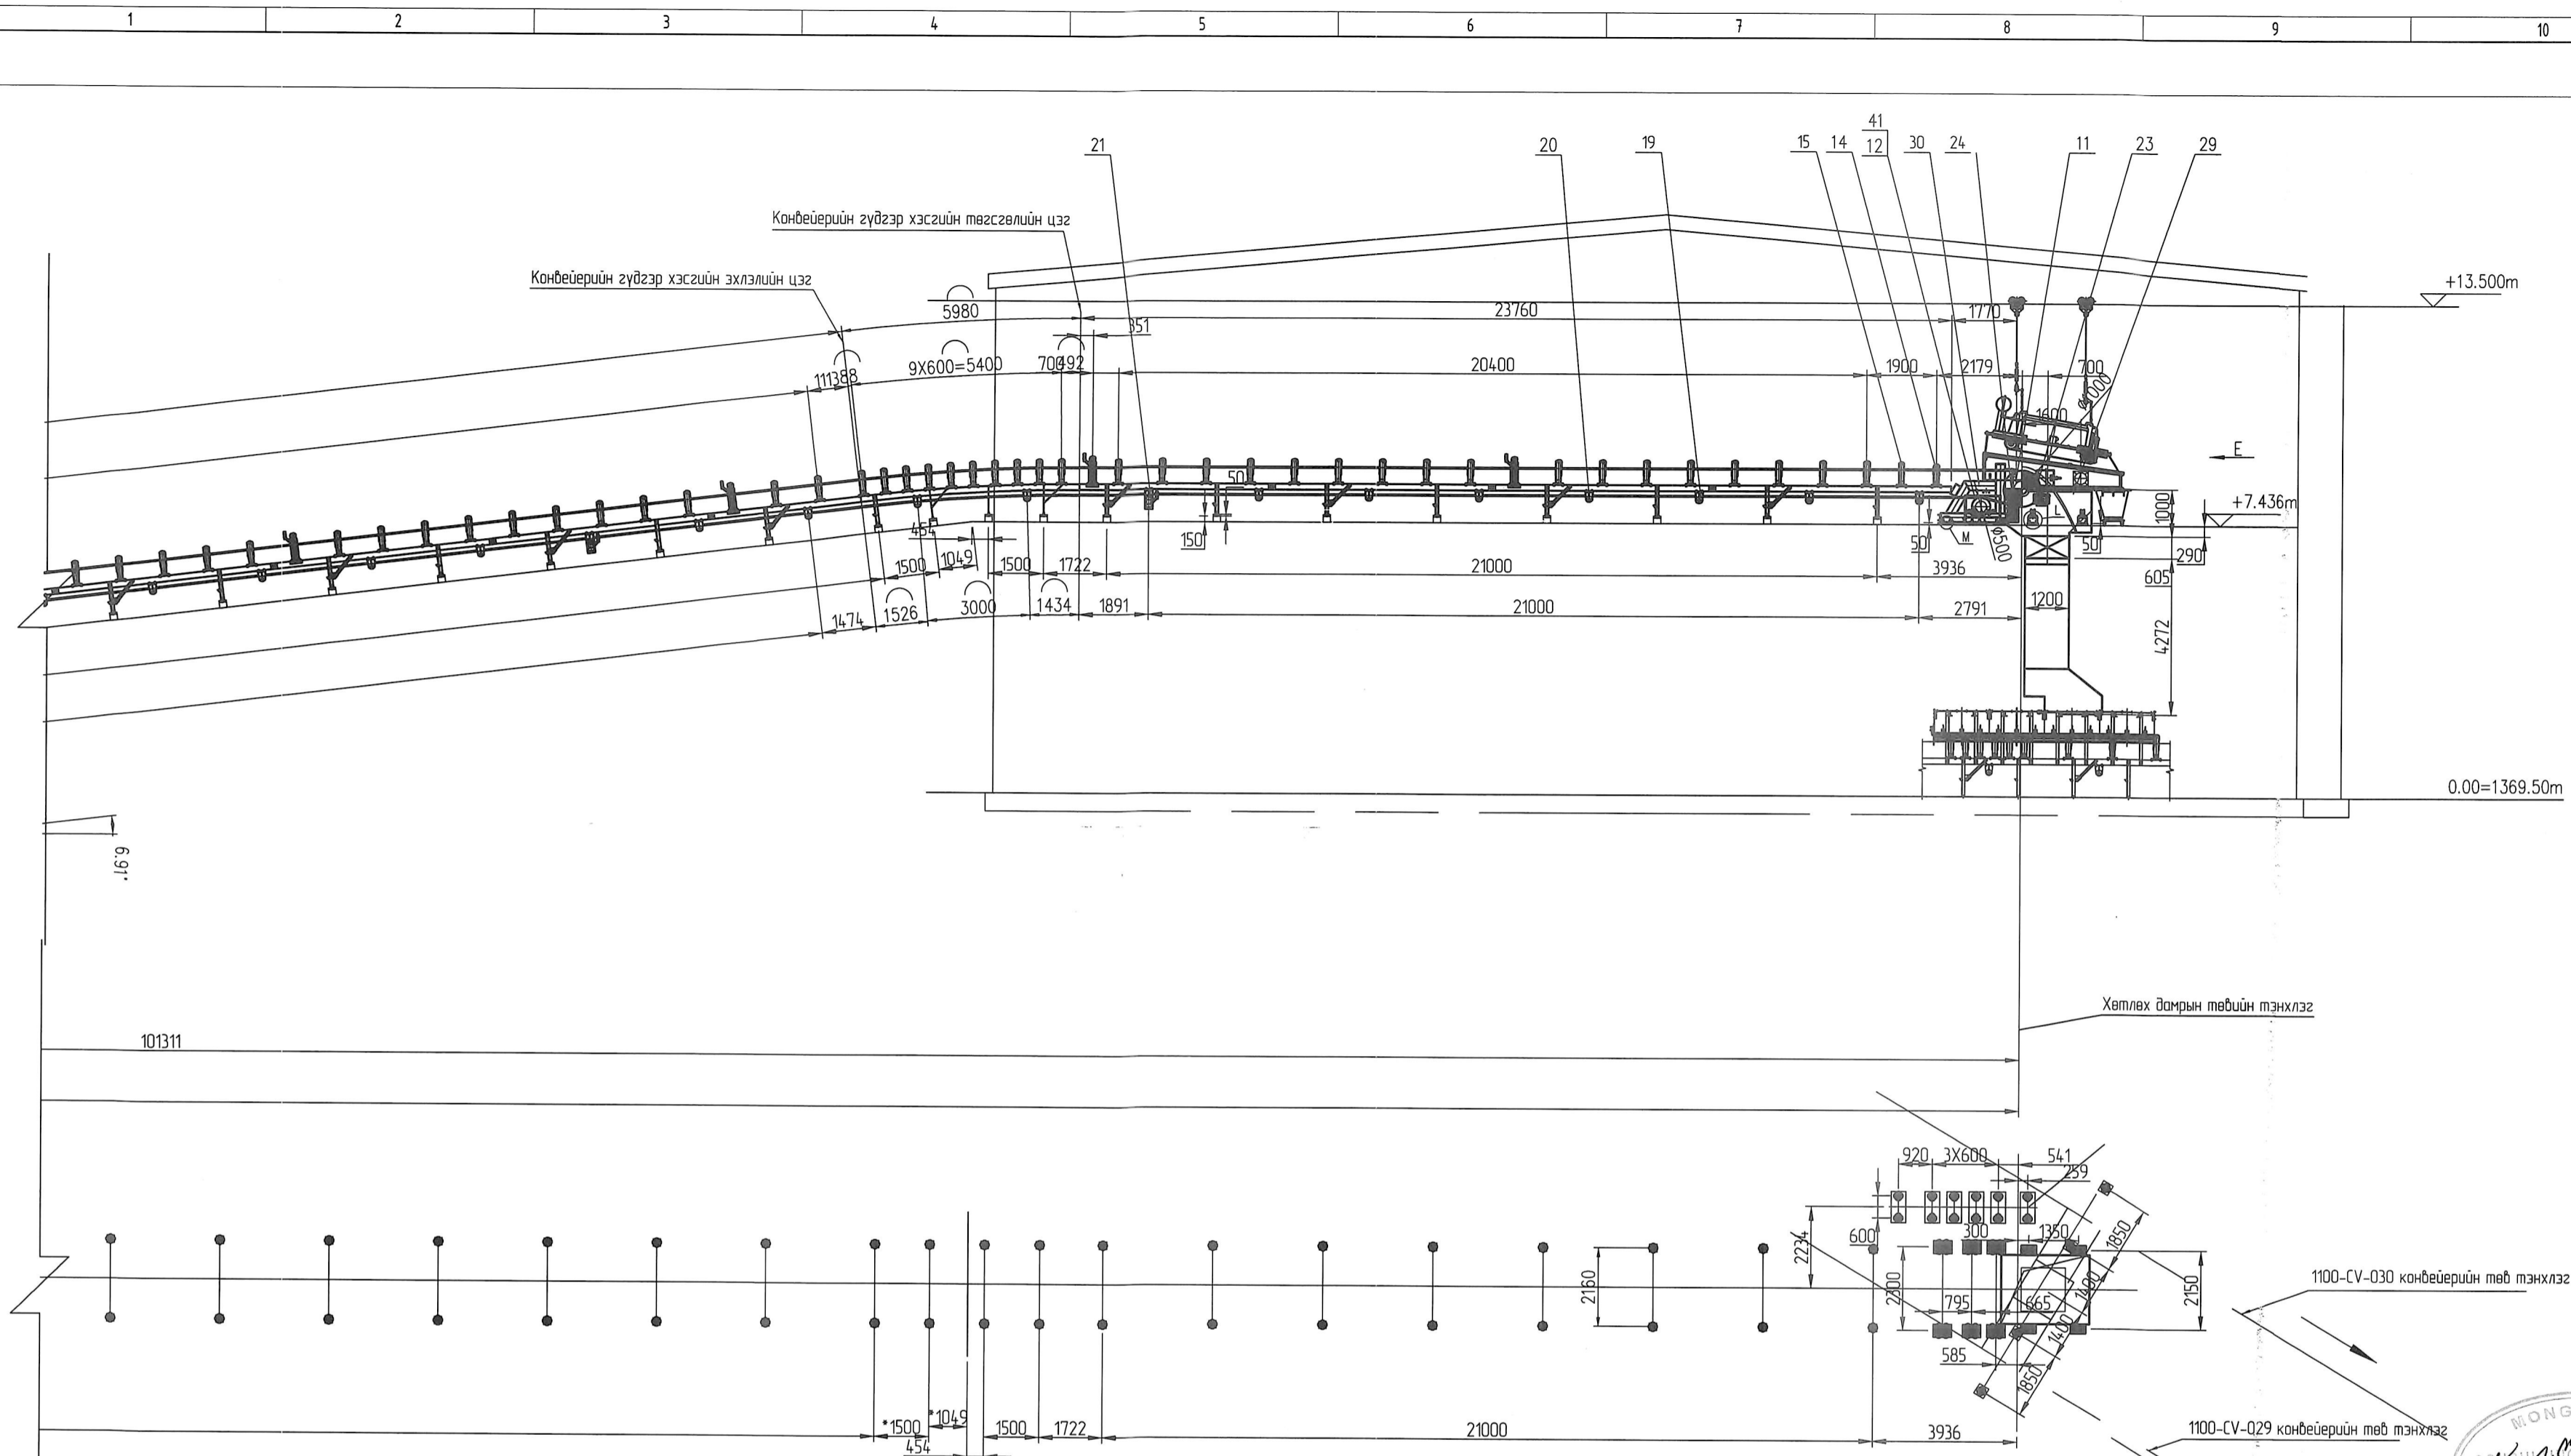 1 2 3 4 5 6 7 8 9 10
21 20 19 15 14 41 12 30 24 11 23 29
Конвейерийн гүдгэр хэсгийн төгсгөлийн цэг
Конвейерийн гүдгэр хэсгийн эхлэлийн цэг
+13.500m
5980 23760 1770
351
111388 9X600=5400 700 492 20400 1900 2179 700
1600
E
+7.436m
50
1000
L
454 150 50 M ϕ500 50 290
1500 1049 1500 1722 21000 3936 605
1474 1526 3000 1434 1891 21000 2791 1200
4272
0.00=1369.50m
6.91°
Хөтлөх дамрын төвийн тэнхлэг
101311
920 3X600 541
259
600 300 1350 1850
2234
2160 2300 1400 2150
1100-CV-030 конвейерийн төв тэнхлэг
795 665
1400
585
1850
*1500 *1049 1500 1722 21000 3936
454
1100-CV-029 конвейерийн төв тэнхлэг
MONG